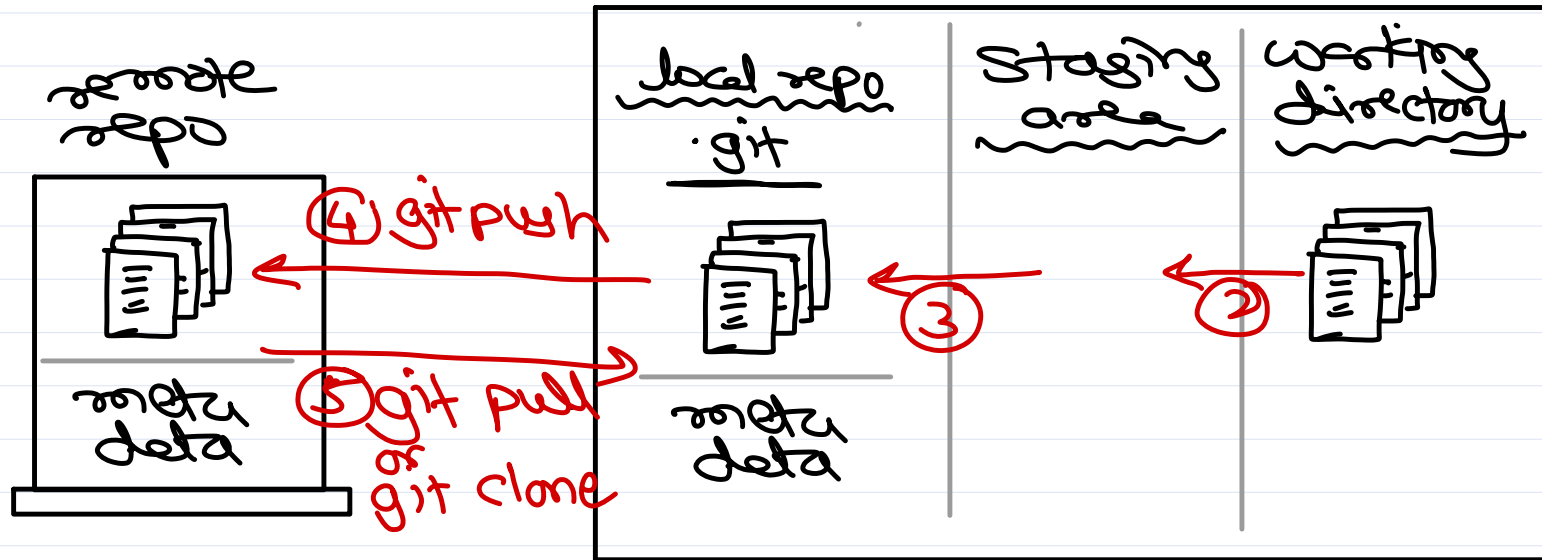 remote
repo
local repo
.git
Staging
area
working
directory
4 git push
3
2
5 git pull
or
git clone
meta
data
meta
data